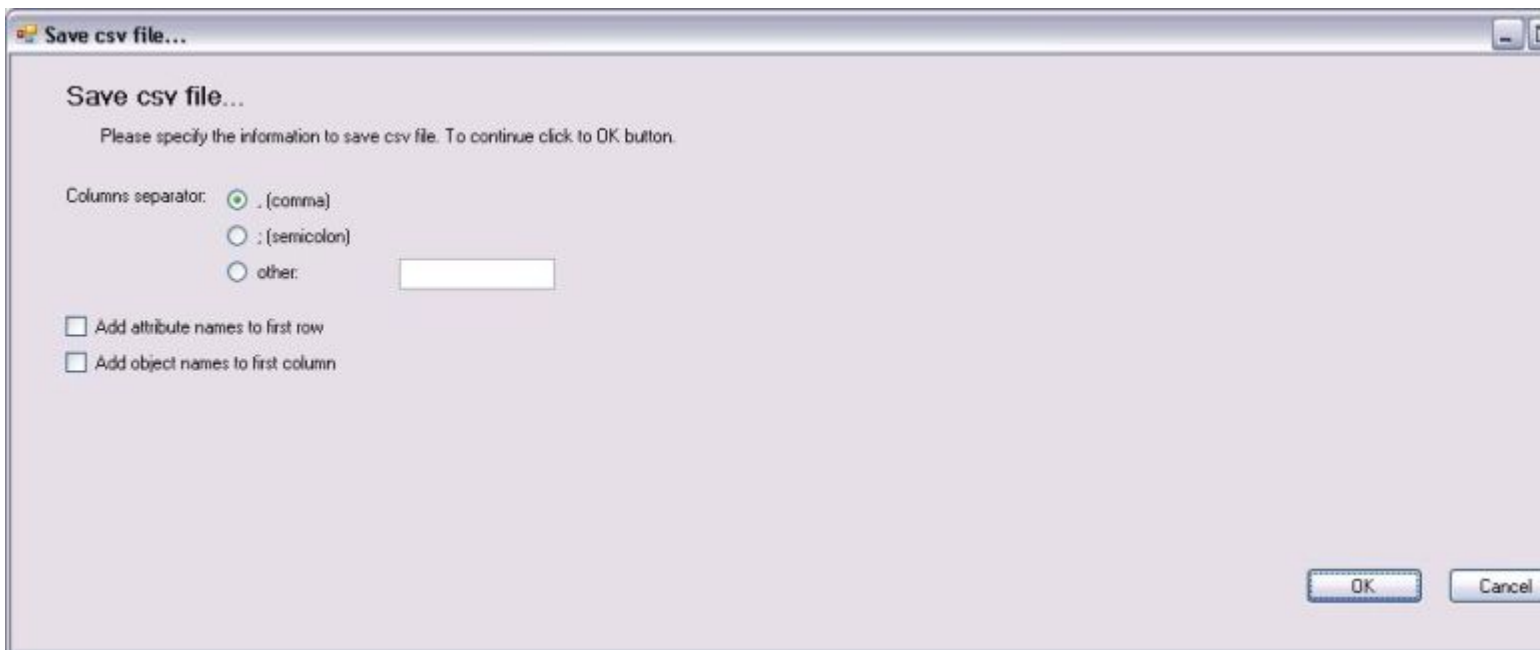 Save csv file...
Save csv file...
Please specify the information to save csv file. To continue click to OK button.
Columns separator: , (comma)
; (semicolon)
other:
Add attribute names to first row
Add object names to first column
OK Cancel